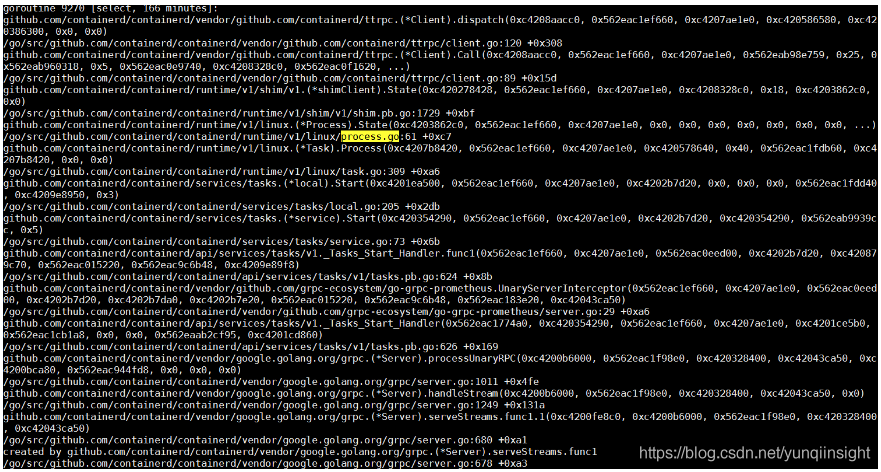 goroutine 9270 [select, 166 minutes]:
github.com/containerd/containerd/vendor/github.com/containerd/ttrpc.(*Client).dispatch(0xc4208aacc0, 0x562eac1ef660, 0xc4207ae1e0, 0xc420586580, 0xc42
0386300, 0x0, 0x0)
/go/src/github.com/containerd/containerd/vendor/github.com/containerd/ttrpc/client.go:120 +0x308
github.com/containerd/containerd/vendor/github.com/containerd/ttrpc.(*Client).Call(0xc4208aacc0, 0x562eac1ef660, 0xc4207ae1e0, 0x562eab98e759, 0x25, 0
x562eab960318, 0x5, 0x562eac0e9740, 0xc4208328c0, 0x562eac0f1620, ...)
/go/src/github.com/containerd/containerd/vendor/github.com/containerd/ttrpc/client.go:89 +0x15d
github.com/containerd/containerd/runtime/v1/shim/v1.(*shimClient).State(0xc420278428, 0x562eac1ef660, 0xc4207ae1e0, 0xc4208328c0, 0x18, 0xc4203862c0,
0x0)
/go/src/github.com/containerd/containerd/runtime/v1/shim/v1/shim.pb.go:1729 +0xbf
github.com/containerd/containerd/runtime/v1/linux.(*Process).State(0xc4203862c0, 0x562eac1ef660, 0xc4207ae1e0, 0x0, 0x0, 0x0, 0x0, 0x0, 0x0, 0x0, ...)
/go/src/github.com/containerd/containerd/runtime/v1/linux/process.go:61 +0xc7
github.com/containerd/containerd/runtime/v1/linux.(*Task).Process(0xc4207b8420, 0x562eac1ef660, 0xc4207ae1e0, 0xc420578640, 0x40, 0x562eac1fdb60, 0xc4
207b8420, 0x0, 0x0)
/go/src/github.com/containerd/containerd/runtime/v1/linux/task.go:309 +0xa6
github.com/containerd/containerd/services/tasks.(*local).Start(0xc4201ea500, 0x562eac1ef660, 0xc4207ae1e0, 0xc4202b7d20, 0x0, 0x0, 0x0, 0x562eac1fdd40
, 0xc4209e8950, 0x3)
/go/src/github.com/containerd/containerd/services/tasks/local.go:205 +0x2db
github.com/containerd/containerd/services/tasks.(*service).Start(0xc420354290, 0x562eac1ef660, 0xc4207ae1e0, 0xc4202b7d20, 0xc420354290, 0x562eab9939c
c, 0x5)
/go/src/github.com/containerd/containerd/services/tasks/service.go:73 +0x6b
github.com/containerd/containerd/api/services/tasks/v1._Tasks_Start_Handler.func1(0x562eac1ef660, 0xc4207ae1e0, 0x562eac0eed00, 0xc4202b7d20, 0xc42087
9c70, 0x562eac015220, 0x562eac9c6b48, 0xc4209e89f8)
/go/src/github.com/containerd/containerd/api/services/tasks/v1/tasks.pb.go:624 +0x8b
github.com/containerd/containerd/vendor/github.com/grpc-ecosystem/go-grpc-prometheus.UnaryServerInterceptor(0x562eac1ef660, 0xc4207ae1e0, 0x562eac0eed
00, 0xc4202b7d20, 0xc4202b7da0, 0xc4202b7e20, 0x562eac015220, 0x562eac9c6b48, 0x562eac183e20, 0xc42043ca50)
/go/src/github.com/containerd/containerd/vendor/github.com/grpc-ecosystem/go-grpc-prometheus/server.go:29 +0xa6
github.com/containerd/containerd/api/services/tasks/v1._Tasks_Start_Handler(0x562eac1774a0, 0xc420354290, 0x562eac1ef660, 0xc4207ae1e0, 0xc4201ce5b0,
0x562eac1cb1a8, 0x0, 0x0, 0x562eaab2cf95, 0xc4201cd860)
/go/src/github.com/containerd/containerd/api/services/tasks/v1/tasks.pb.go:626 +0x169
github.com/containerd/containerd/vendor/google.golang.org/grpc.(*Server).processUnaryRPC(0xc4200b6000, 0x562eac1f98e0, 0xc420328400, 0xc42043ca50, 0xc
4200bca80, 0x562eac944fd8, 0x0, 0x0, 0x0)
/go/src/github.com/containerd/containerd/vendor/google.golang.org/grpc/server.go:1011 +0x4fe
github.com/containerd/containerd/vendor/google.golang.org/grpc.(*Server).handleStream(0xc4200b6000, 0x562eac1f98e0, 0xc420328400, 0xc42043ca50, 0x0)
/go/src/github.com/containerd/containerd/vendor/google.golang.org/grpc/server.go:1249 +0x131a
github.com/containerd/containerd/vendor/google.golang.org/grpc.(*Server).serveStreams.func1.1(0xc4200fe8c0, 0xc4200b6000, 0x562eac1f98e0, 0xc420328400
, 0xc42043ca50)
/go/src/github.com/containerd/containerd/vendor/google.golang.org/grpc/server.go:680 +0xa1
created by github.com/containerd/containerd/vendor/google.golang.org/grpc.(*Server).serveStreams.func1
/go/src/github.com/containerd/containerd/vendor/google.golang.org/grpc/server.go:678 +0xa3
https://blog.csdn.net/yunqiinsight